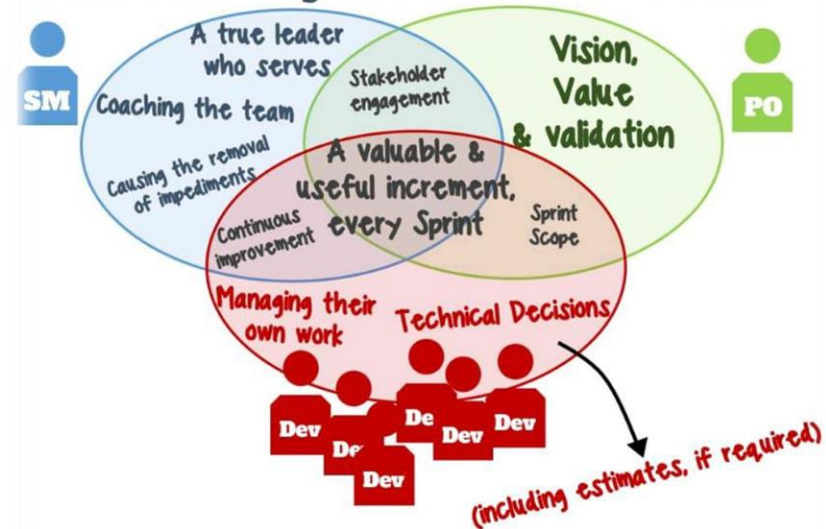 SM
A true leader
who serves
Coaching the team
Causing the removal
of impediments
Stakeholder
engagement
Vision,
Value
& validation
PO
A valuable &
useful increment,
every Sprint
Continuous
improvement
Sprint
Scope
Managing their
own work
Technical Decisions
Dev
De
Dev
De
Dev
Dev
(including estimates, if required)